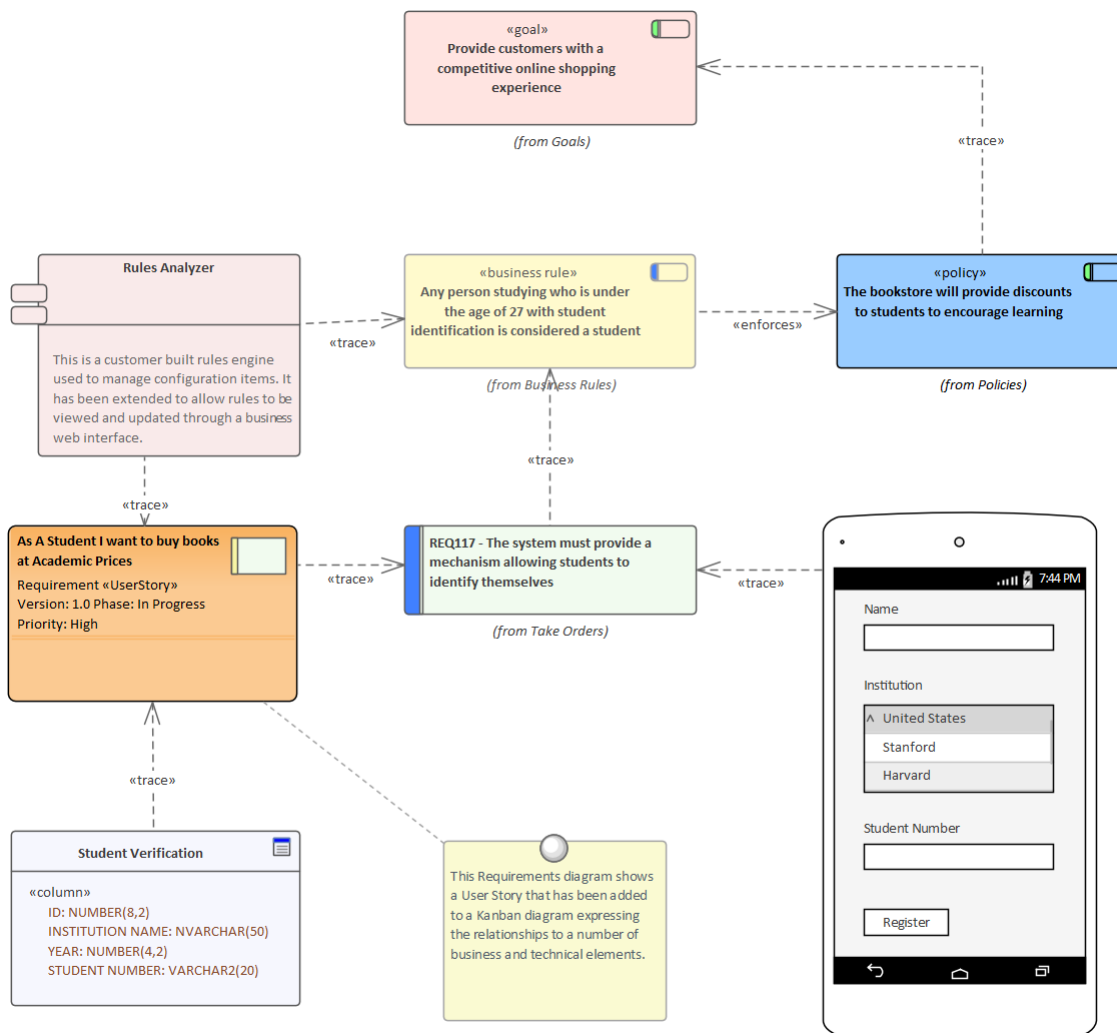 «goal»
Provide customers with a
competitive online shopping
experience
(from Goals)
«trace»
Rules Analyzer
This is a customer built rules engine
used to manage configuration items. It
has been extended to allow rules to be
viewed and updated through a business
web interface.
«trace»
«business rule»
Any person studying who is under
the age of 27 with student
identification is considered a student
(from Business Rules)
«enforces»
«policy»
The bookstore will provide discounts
to students to encourage learning
(from Policies)
«trace»
«trace»
As A Student I want to buy books
at Academic Prices
Requirement «UserStory»
Version: 1.0 Phase: In Progress
Priority: High
«trace»
REQ117 - The system must provide a
mechanism allowing students to
identify themselves
(from Take Orders)
«trace»
7:44 PM
Name
Institution
^ United States
Stanford
Harvard
Student Number
Register
«trace»
Student Verification
«column»
ID: NUMBER(8,2)
INSTITUTION NAME: NVARCHAR(50)
YEAR: NUMBER(4,2)
STUDENT NUMBER: VARCHAR2(20)
This Requirements diagram shows
a User Story that has been added
to a Kanban diagram expressing
the relationships to a number of
business and technical elements.